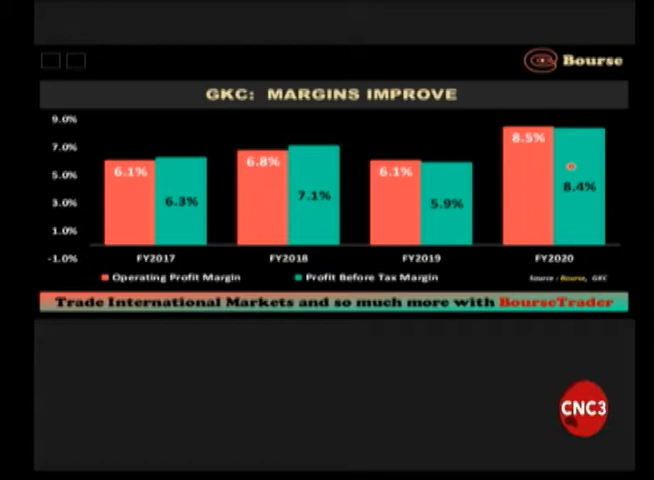 Bourse
GKC: MARGINS IMPROVE
9.0%
7.0%
5.0%
3.0%
1.0%
-1.0%
6.1%
6.3%
6.8%
7.1%
6.1%
5.9%
8.5%
8.4%
FY2017
FY2018
FY2019
FY2020
Operating Profit Margin
Profit Before Tax Margin
Source : Bourse, GKC
Trade International Markets and so much more with BourseTrader
CNC3